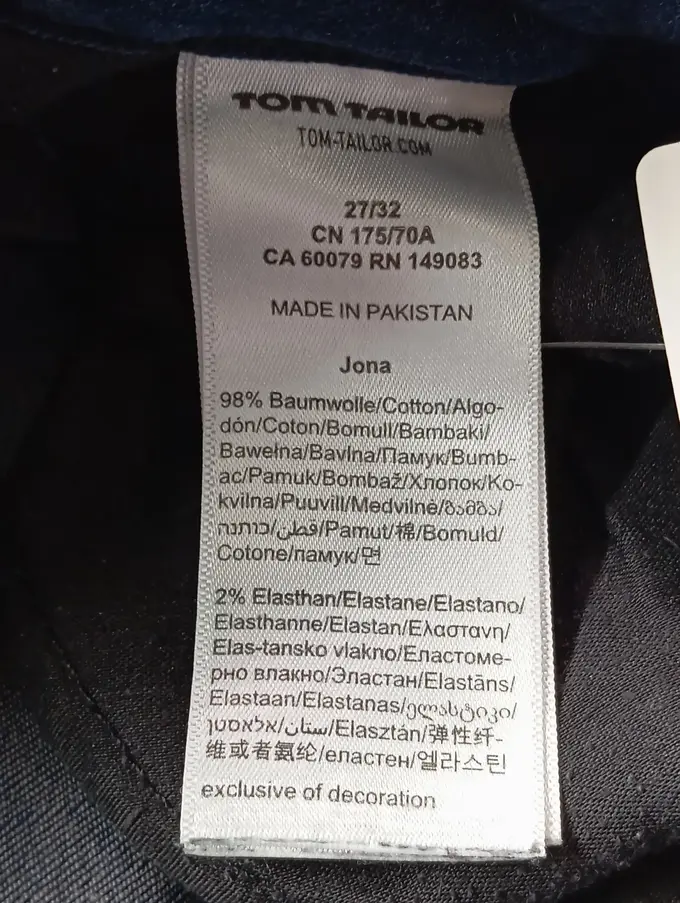 TOM TAILOR
TOM-TAILOR.COM
27/32
CN 175/70A
CA 60079 RN 149083
MADE IN PAKISTAN
Jona
98% Baumwolle/Cotton/Algo-
dón/Coton/Bomull/Bambaki/
Bawełna/Bavlna/Памук/Bumb-
ac/Pamuk/Bombaž/Хлопок/Ko-
kvilna/Puuvill/Medvilnė/ბამბა/
כותנה/قطن/Pamut/棉/Bomuld/
Cotone/памук/면
2% Elasthan/Elastane/Elastano/
Elasthanne/Elastan/Ελαστανη/
Elas-tansko vlakno/Еластоме-
рно влакно/Эластан/Elastāns/
Elastaan/Elastanas/ელასტიკი/
אלאסטן/ستان/Elasztán/弹性纤-
维或者氨纶/еластен/엘라스틴
exclusive of decoration